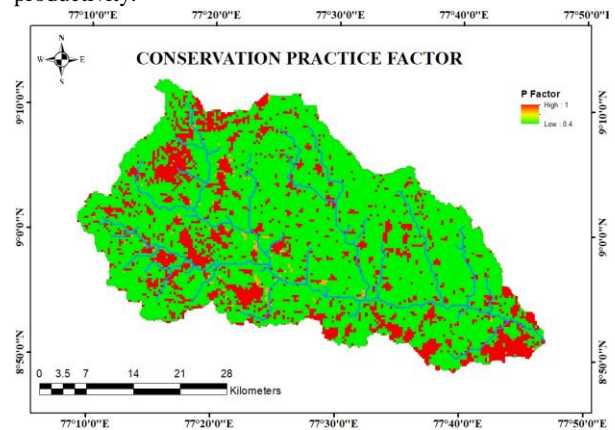 productivity.
77°10'0"E 77°20'0"E 77°30'0"E 77°40'0"E 77°50'0"E
N
W E
S
CONSERVATION PRACTICE FACTOR
P Factor
High : 1
Low : 0.4
9°10'0"N 9°10'0"N
9°0'0"N 9°0'0"N
8°50'0"N 8°50'0"N
0 3.5 7 14 21 28
Kilometers
77°10'0"E 77°20'0"E 77°30'0"E 77°40'0"E 77°50'0"E